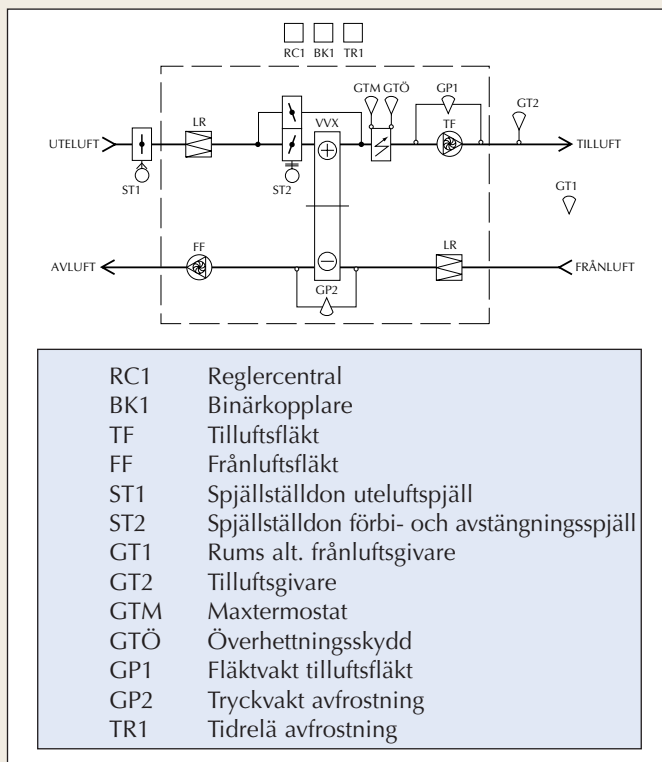 RC1 BK1 TR1
GTM GTÖ GP1
LR VVX TF GT2
UTELUFT TILLUFT
ST1 ST2 GT1
FF LR
AVLUFT FRÅNLUFT
GP2
RC1 Reglercentral
BK1 Binärkopplare
TF Tilluftsfläkt
FF Frånluftsfläkt
ST1 Spjällställdon uteluftspjäll
ST2 Spjällställdon förbi- och avstängningsspjäll
GT1 Rums alt. frånluftsgivare
GT2 Tilluftsgivare
GTM Maxtermostat
GTÖ Överhettningsskydd
GP1 Fläktvakt tilluftsfläkt
GP2 Tryckvakt avfrostning
TR1 Tidrelä avfrostning